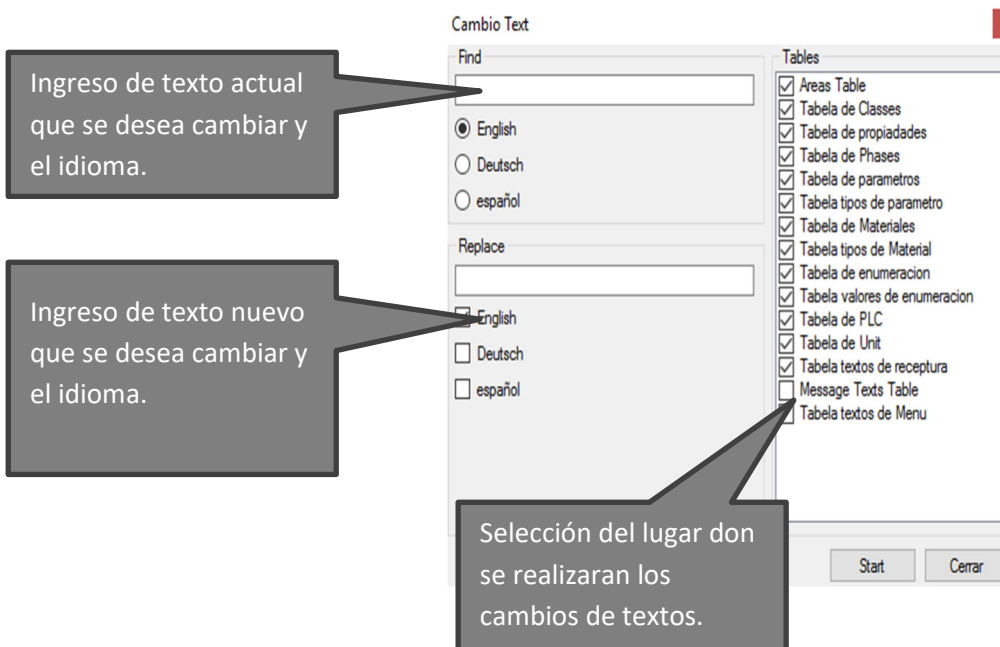 Cambio Text
Ingreso de texto actual
que se desea cambiar y
el idioma.
Find
English
Deutsch
español
Ingreso de texto nuevo
que se desea cambiar y
el idioma.
Replace
English
Deutsch
español
Tables
Areas Table
Tabela de Classes
Tabela de propiadades
Tabela de Phases
Tabela de parametros
Tabela tipos de parametro
Tabela de Materiales
Tabela tipos de Material
Tabela de enumeracion
Tabela valores de enumeracion
Tabela de PLC
Tabela de Unit
Tabela textos de receptura
Message Texts Table
Tabela textos de Menu
Selección del lugar don
se realizaran los
cambios de textos.
Start
Cerrar